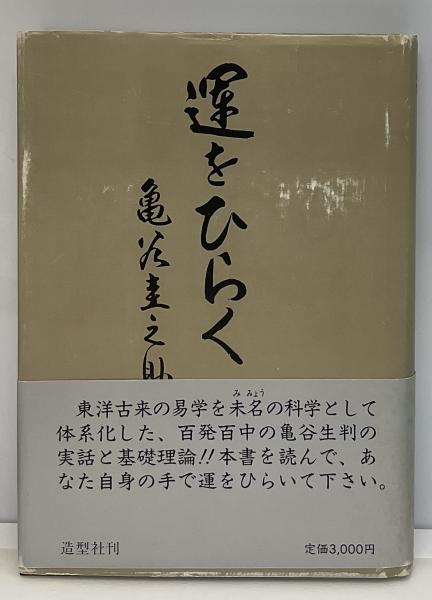 運をひらく
亀谷圭之助
東洋古来の易学を未名の科学として
みみょう
体系化した、百発百中の亀谷生判の
実話と基礎理論!!本書を読んで、あ
なた自身の手で運をひらいて下さい。
造型社刊
定価3,000円